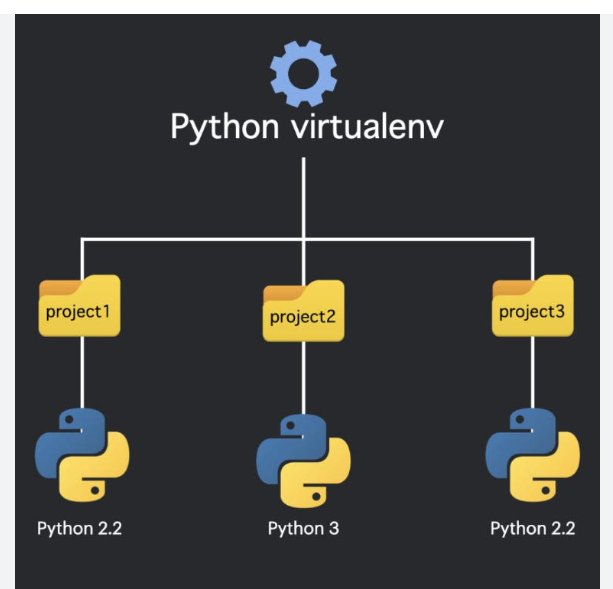 Python virtualenv
project1
project2
project3
Python 2.2
Python 3
Python 2.2